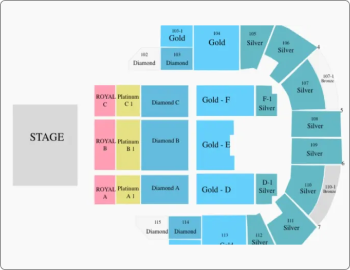 103-1
Gold
104
Gold
105
Silver
106
Silver
4
102
Diamond
103
Diamond
107
Silver
107-1
Bronze
ROYAL
C
Platinum
C 1
Diamond C
Gold - F
F-1
Silver
5
108
Silver
STAGE
ROYAL
B
Platinum
B 1
Diamond B
Gold - E
109
Silver
6
ROYAL
A
Platinum
A 1
Diamond A
Gold - D
D-1
Silver
110
Silver
110-1
Bronze
115
Diamond
114
Diamond
113
Gold
112
Silver
111
Silver
7